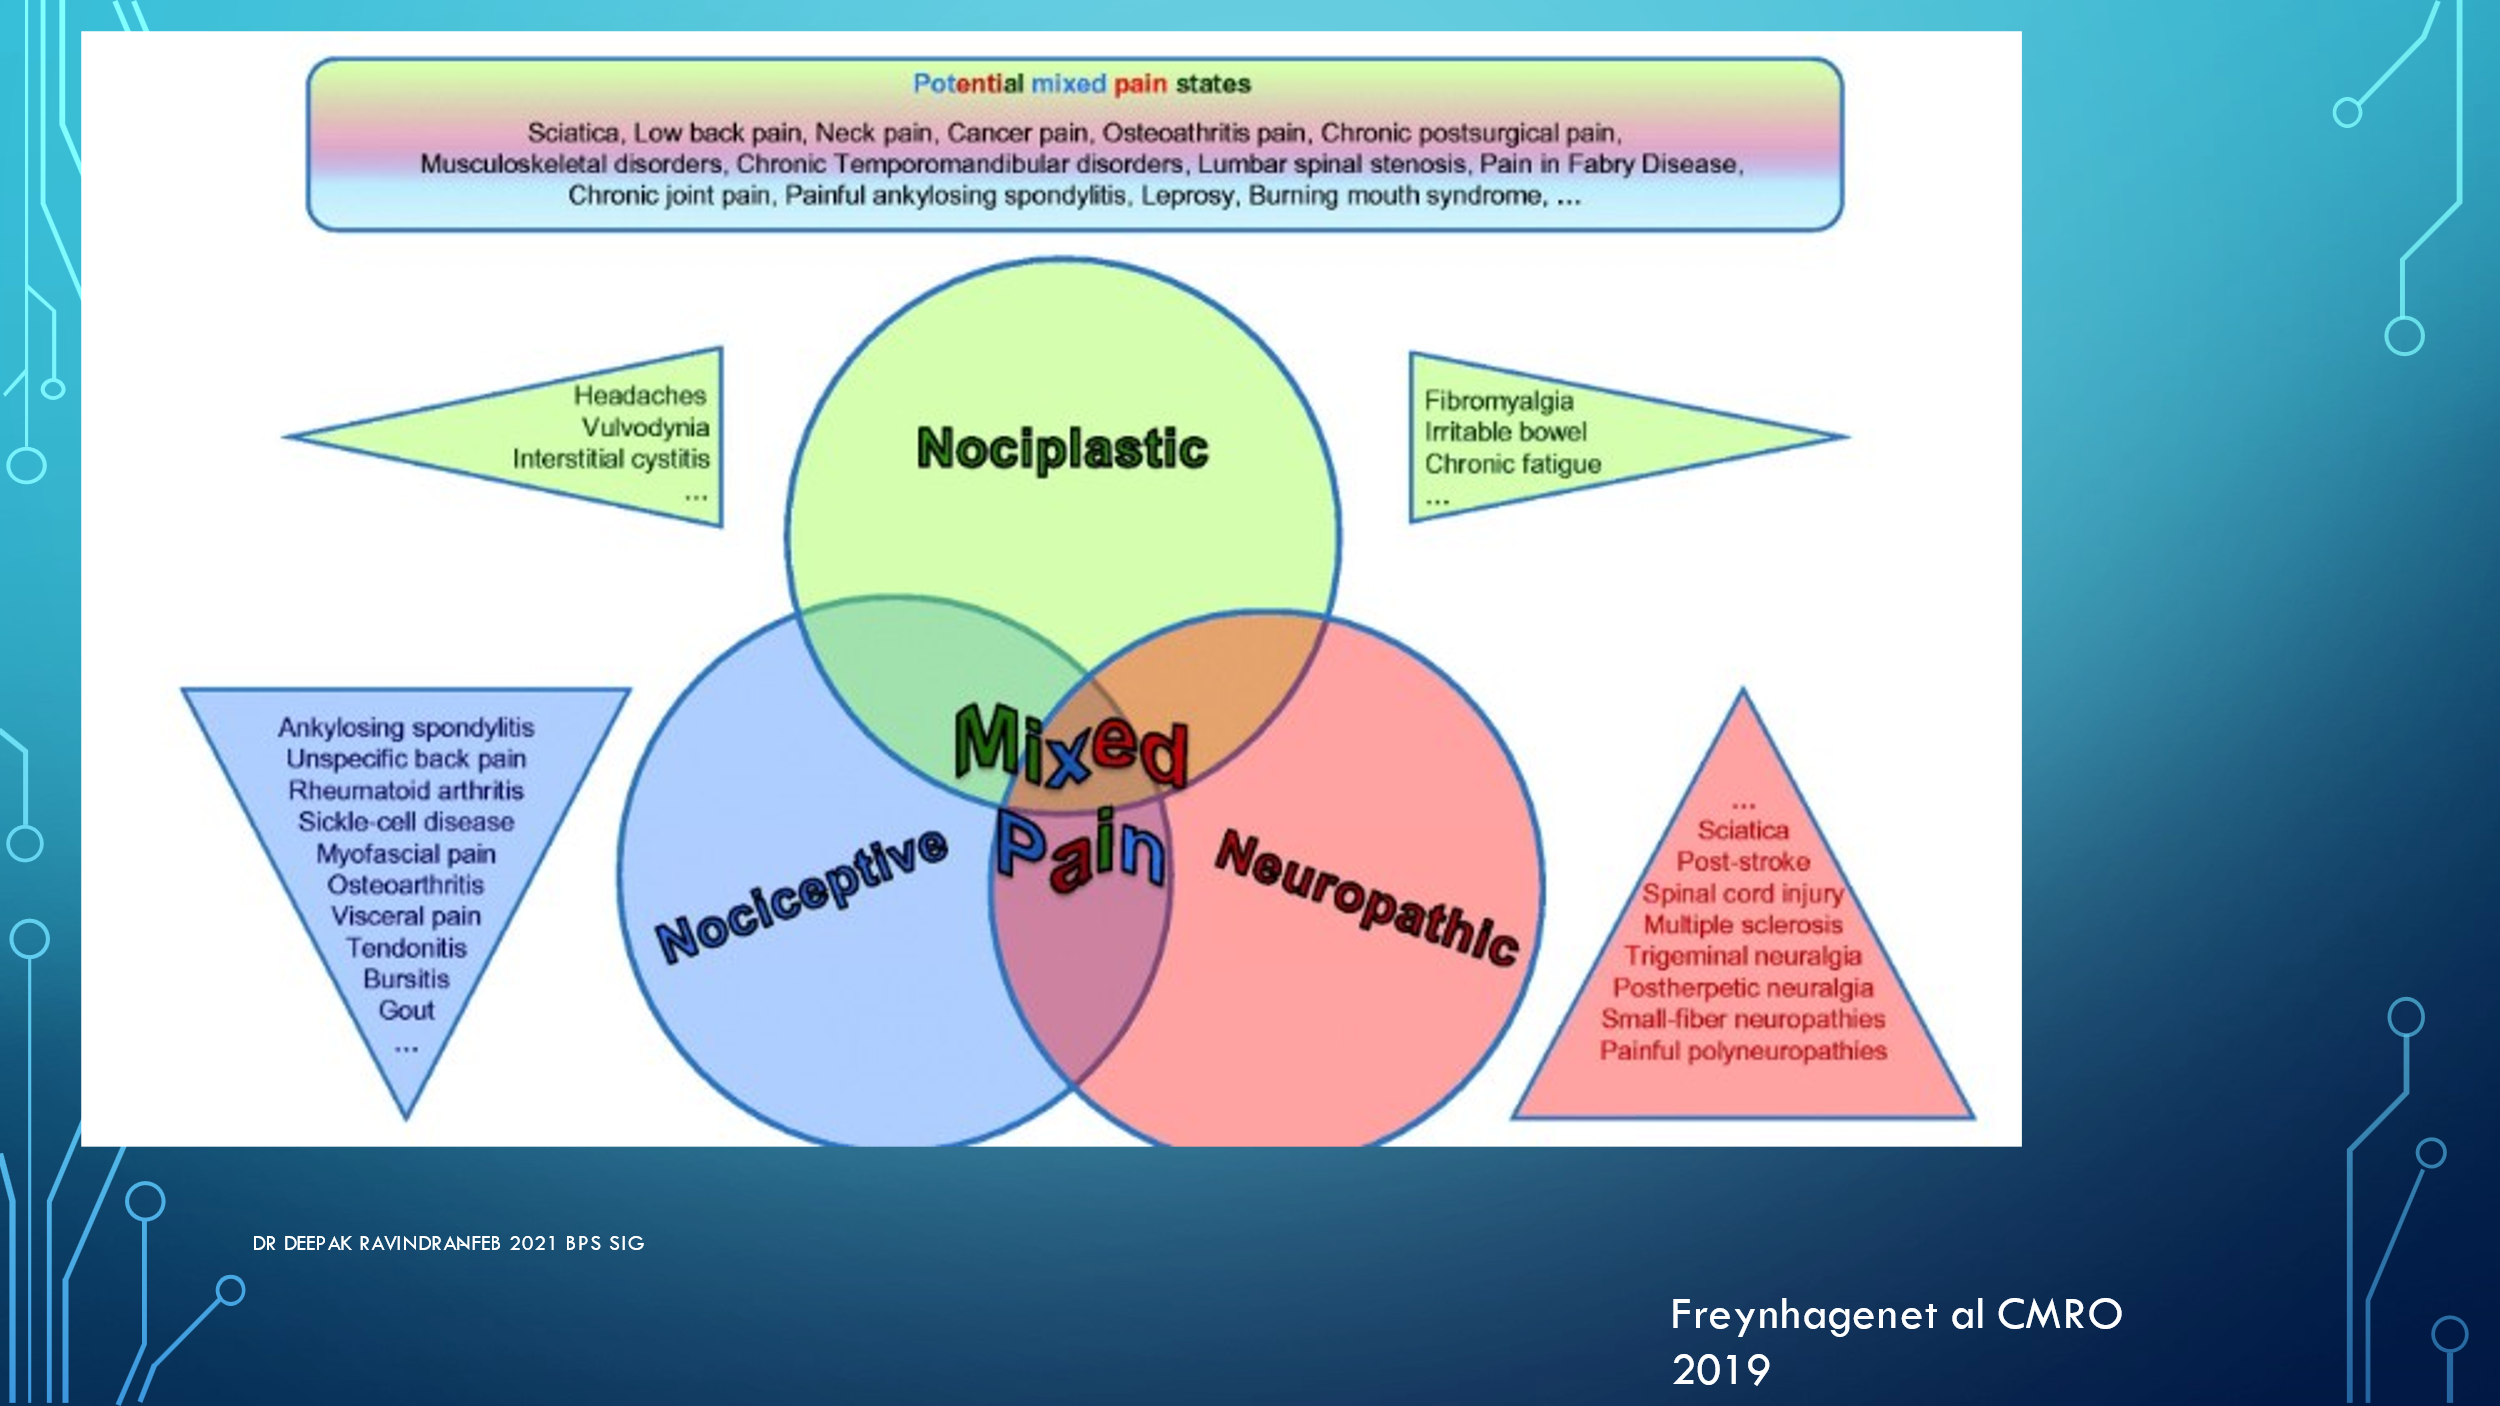 Potential mixed pain states
Sciatica, Low back pain, Neck pain, Cancer pain, Osteoathritis pain, Chronic postsurgical pain,
Musculoskeletal disorders, Chronic Temporomandibular disorders, Lumbar spinal stenosis, Pain in Fabry Disease,
Chronic joint pain, Painful ankylosing spondylitis, Leprosy, Burning mouth syndrome, ...
Headaches
Vulvodynia
Interstitial cystitis
...
Nociplastic
Fibromyalgia
Irritable bowel
Chronic fatigue
...
Ankylosing spondylitis
Unspecific back pain
Rheumatoid arthritis
Sickle-cell disease
Myofascial pain
Osteoarthritis
Visceral pain
Tendonitis
Bursitis
Gout
...
Nociceptive
Mixed
Pain
Neuropathic
...
Sciatica
Post-stroke
Spinal cord injury
Multiple sclerosis
Trigeminal neuralgia
Postherpetic neuralgia
Small-fiber neuropathies
Painful polyneuropathies
DR DEEPAK RAVINDRAN-FEB 2021 BPS SIG
Freynhagenet al CMRO
2019